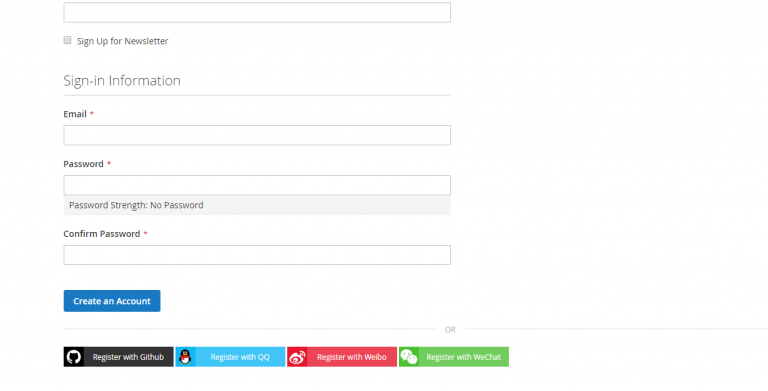 Sign Up for Newsletter
Sign-in Information
Email *
Password *
Password Strength: No Password
Confirm Password *
Create an Account
OR
Register with Github Register with QQ Register with Weibo Register with WeChat